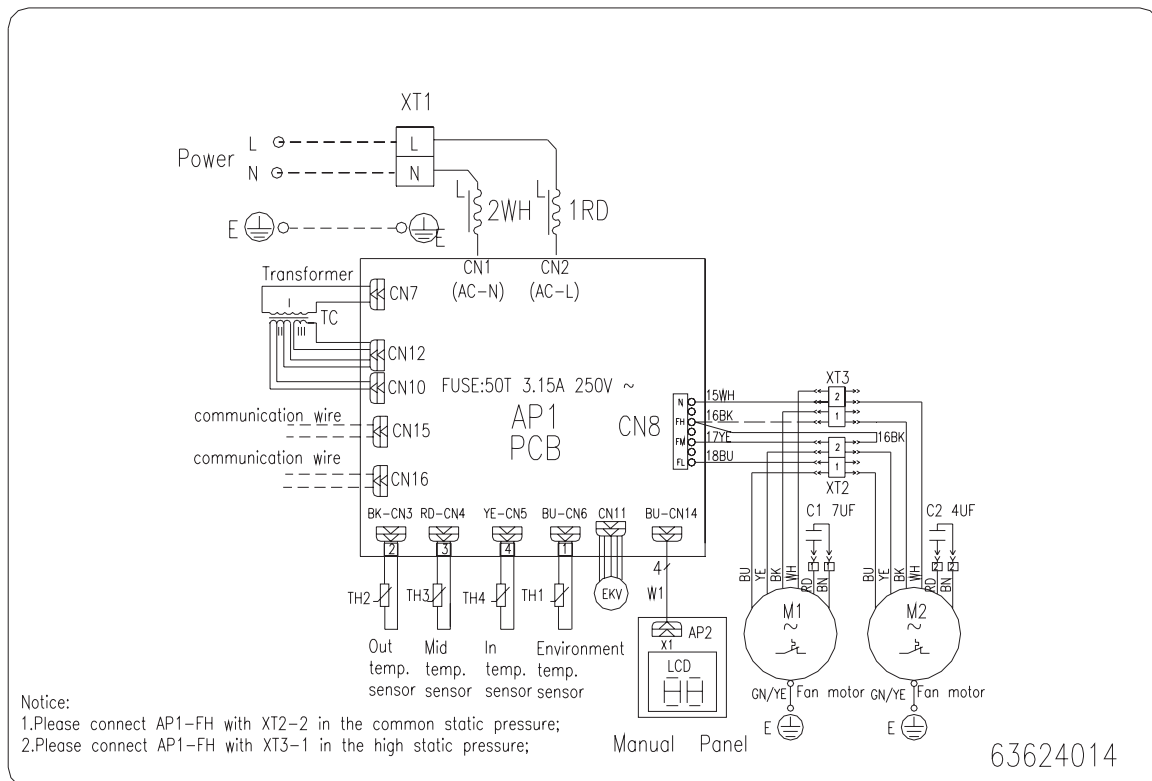 XT1
L L
Power
N N
L 2WH L 1RD
E E
CN1 CN2
(AC-N) (AC-L)
Transformer
CN7
I
TC
II III
CN12
CN10
FUSE:50T 3.15A 250V ~
AP1
PCB
CN8
N
FH
FM
FL
15WH
16BK
17YE
18BU
16BK
XT3
2
1
2
1
XT2
communication wire
CN15
communication wire
CN16
BK-CN3 RD-CN4 YE-CN5 BU-CN6 CN11 BU-CN14
2 3 4 1
4
W1
TH2 TH3 TH4 TH1 EKV
Out Mid In Environment
temp. temp. temp. temp.
sensor sensor sensor sensor
AP2
X1
LCD
Manual Panel
C1 7UF C2 4UF
BU YE BK WH RD BN
BU YE BK WH RD BN
1 1 2 2
M1 M2
~ ~
GN/YE Fan motor GN/YE Fan motor
E E
Notice:
1.Please connect AP1-FH with XT2-2 in the common static pressure;
2.Please connect AP1-FH with XT3-1 in the high static pressure;
63624014